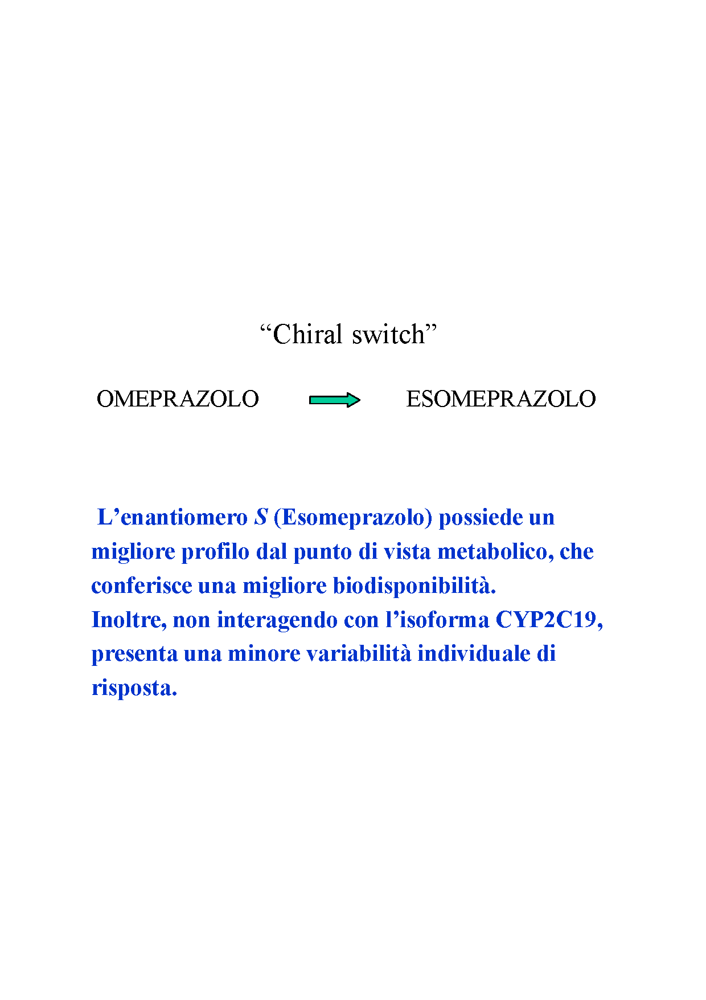 “Chiral switch”
OMEPRAZOLO ESOMEPRAZOLO
L’enantiomero S (Esomeprazolo) possiede un
migliore profilo dal punto di vista metabolico, che
conferisce una migliore biodisponibilità.
Inoltre, non interagendo con l’isoforma CYP2C19,
presenta una minore variabilità individuale di
risposta.